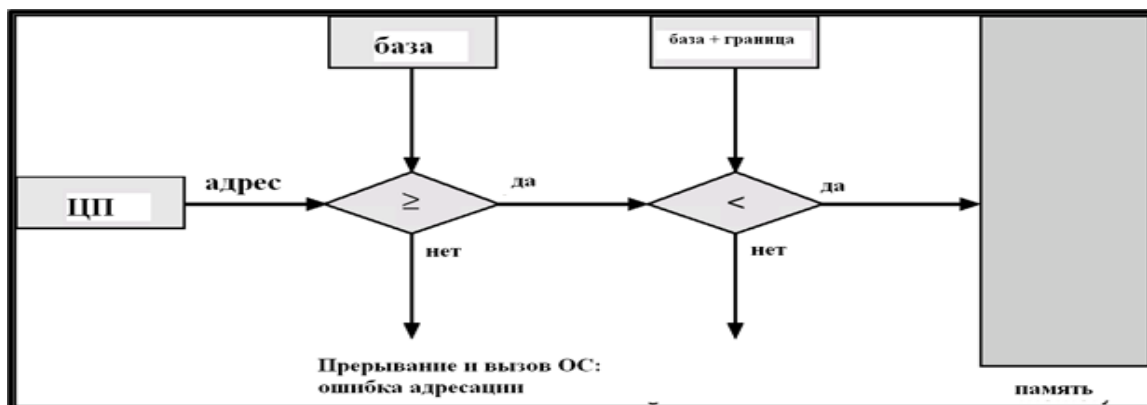 база
база + граница
ЦП
адрес
≥
да
<
да
нет
нет
Прерывание и вызов ОС:
ошибка адресации
память